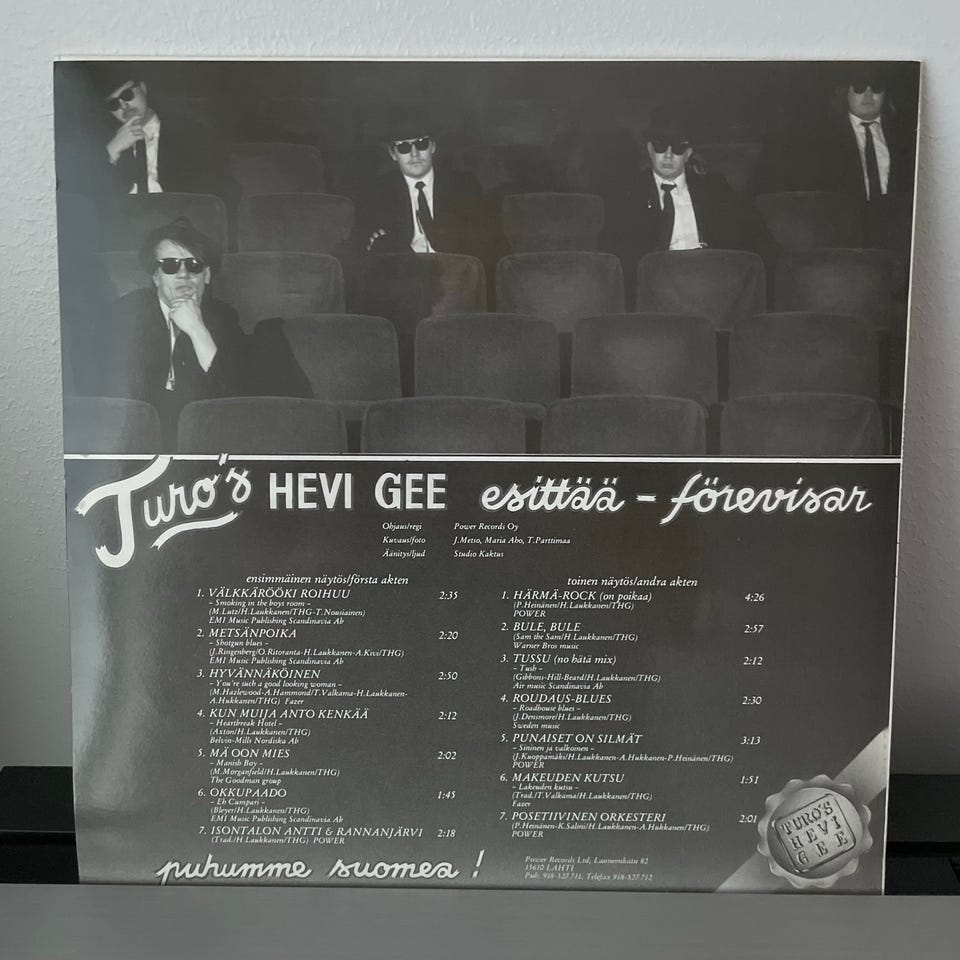 Turo's HEVI GEE esittää - förevisar
Ohjaus/regi Power Records Oy
Kuvaus/foto J.Metso, Maria Aho, T.Parttimaa
Äänitys/ljud Studio Kaktus
ensimmäinen näytös/första akten
1. VÄLKKÄRÖÖKI ROIHUU 2:35
- Smoking in the boys room -
(M.Lutz/H.Laukkanen/THG-T.Nousiainen)
EMI Music Publishing Scandinavia Ab
2. METSÄNPOIKA 2:20
- Shotgun blues -
(J.Ringenberg/O.Ritoranta-H.Laukkanen-A.Kivi/THG)
EMI Music Publishing Scandinavia Ab
3. HYVÄNNÄKÖINEN 2:50
- You're such a good looking woman -
(M.Hazlewood-A.Hammond/T.Valkama-H.Laukkanen-
A.Hukkanen/THG) Fazer
4. KUN MUIJA ANTO KENKÄÄ 2:12
- Heartbreak Hotel -
(Axton/H.Laukkanen/THG)
Belwin-Mills Nordiska Ab
5. MÄ OON MIES 2:02
- Manish Boy -
(M.Morganfield/H.Laukkanen/THG)
The Goodman group
6. OKKUPAADO 1:45
- Eh Cumpari -
(Bleyer/H.Laukkanen/THG)
EMI Music Publishing Scandinavia Ab
7. ISONTALON ANTTI & RANNANJÄRVI 2:18
(Trad./H.Laukkanen/THG) POWER
puhumme suomea !
toinen näytös/andra akten
1. HÄRMÄ-ROCK (on poikaa) 4:26
(P.Heinänen/H.Laukkanen/THG)
POWER
2. BULE, BULE 2:57
(Sam the Sam/H.Laukkanen/THG)
Warner Bros music
3. TUSSU (no hätä mix) 2:12
- Tush -
(Gibbons-Hill-Beard/H.Laukkanen/THG)
Air music Scandinavia Ab
4. ROUDAUS-BLUES 2:30
- Roadhouse blues -
(J.Densmore/H.Laukkanen/THG)
Sweden music
5. PUNAISET ON SILMÄT 3:13
- Sininen ja valkoinen -
(J.Kuoppamäki/H.Laukkanen-A.Hukkanen-P.Heinänen/THG)
POWER
6. MAKEUDEN KUTSU 1:51
- Lakeuden kutsu -
(Trad./T.Valkama/H.Laukkanen/THG)
Fazer
7. POSETIIVINEN ORKESTERI 2:01
(P.Heinänen-K.Salmi/H.Laukkanen-A.Hukkanen/THG)
POWER
Power Records Ltd, Launeenkatu 82
15610 LAHTI
Puh. 918-527 711, Telefax 918-527 712
TURO'S
HEVI
GEE